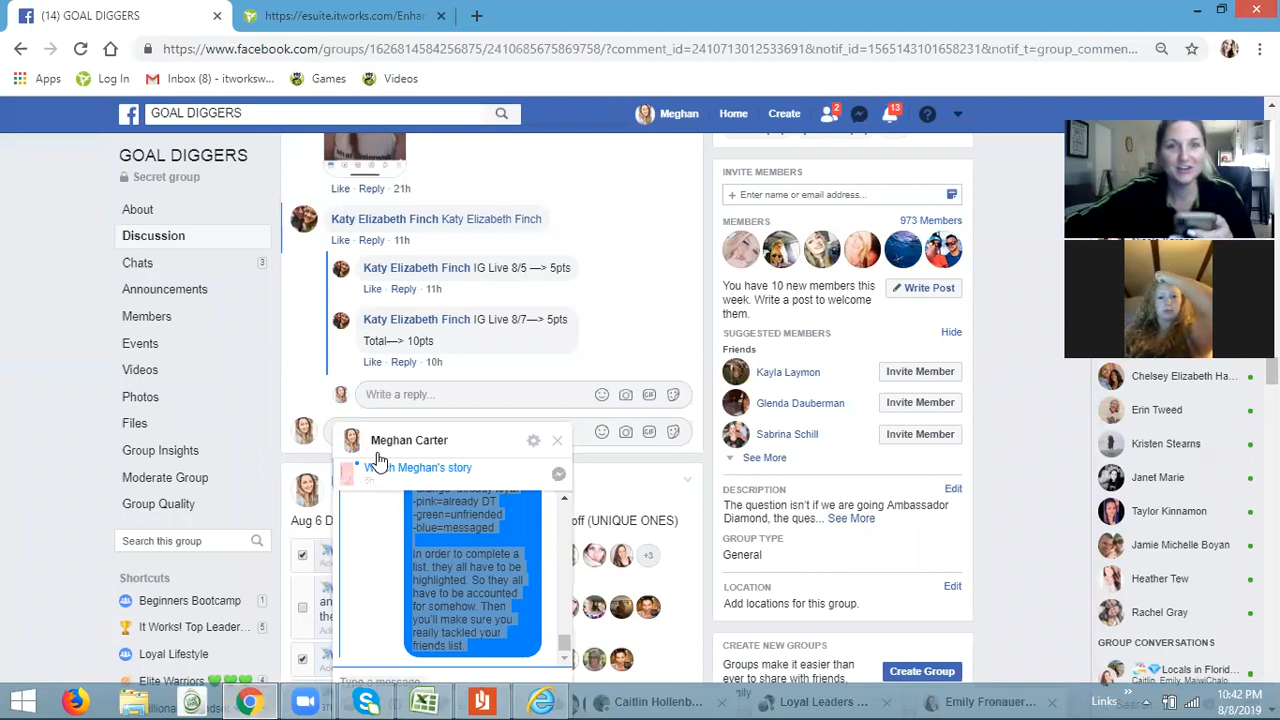 (14) GOAL DIGGERS
https://esuite.itworks.com/Enhan
https://www.facebook.com/groups/1626814584256875/2410685675869758/?comment_id=2410713012533691&notif_id=1565143101658231&notif_t=group_commen...
Apps
Log In
Inbox (8) - itworksw...
Games
Videos
GOAL DIGGERS
Meghan
Home
Create
2
13
GOAL DIGGERS
Secret group
About
Discussion
Chats
3
Announcements
Members
Events
Videos
Photos
Files
Group Insights
Moderate Group
Group Quality
Search this group
Shortcuts
Beginners Bootcamp
1
It Works! Top Leader...
5
Loyal Lifestyle
Elite Warriors
Like · Reply · 21h
Katy Elizabeth Finch Katy Elizabeth Finch
Like · Reply · 11h
Katy Elizabeth Finch IG Live 8/5 —> 5pts
Like · Reply · 11h
Katy Elizabeth Finch IG Live 8/7—> 5pts
Total—> 10pts
Like · Reply · 10h
Write a reply...
Meghan Carter
Meghan's story
5h
-pink=already DT
-green=unfriended
-blue=messaged
In order to complete a
list. they all have to be
highlighted. So they all
have to be accounted
for somehow. Then
you'll make sure you
really tackled your
friends list.
Aug 6 D
off (UNIQUE ONES)
+3
INVITE MEMBERS
+ Enter name or email address...
MEMBERS
973 Members
You have 10 new members this
week. Write a post to welcome
them.
Write Post
SUGGESTED MEMBERS
Hide
Friends
Kayla Laymon
Invite Member
Glenda Dauberman
Invite Member
Sabrina Schill
Invite Member
See More
DESCRIPTION
Edit
The question isn't if we are going Ambassador
Diamond, the ques... See More
GROUP TYPE
General
LOCATION
Edit
Add locations for this group.
CREATE NEW GROUPS
Groups make it easier than
ever to share with friends,
Create Group
Chelsey Elizabeth Ha...
Erin Tweed
Kristen Stearns
Janet Marie
Taylor Kinnamon
Jamie Michelle Boyan
Heather Tew
Rachel Gray
GROUP CONVERSATIONS
Locals in Florid...
Caitlin, Emily, MaiwiChalo,
Caitlin Hollenb...
Loyal Leaders ...
Emily Fronauer...
Links
10:42 PM
8/8/2019